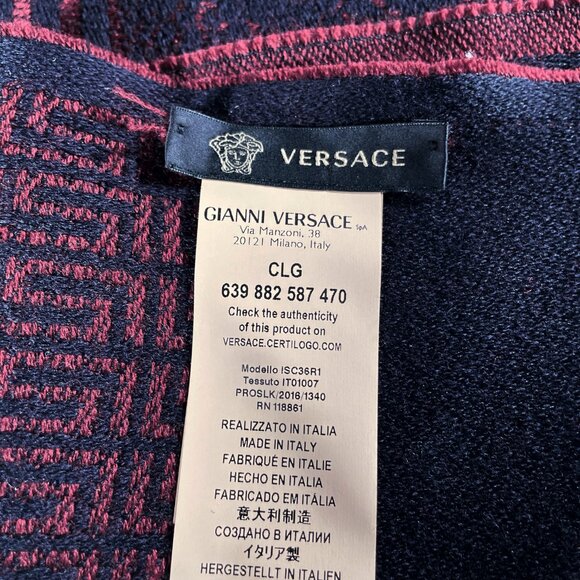 VERSACE
GIANNI VERSACE SpA
Via Manzoni, 38
20121 Milano, Italy
CLG
639 882 587 470
Check the authenticity
of this product on
VERSACE.CERTILOGO.COM
Modello ISC36R1
Tessuto IT01007
PROSLK/2016/1340
RN 118861
REALIZZATO IN ITALIA
MADE IN ITALY
FABRIQUÉ EN ITALIE
HECHO EN ITALIA
FABRICADO EM ITÁLIA
意大利制造
СОЗДАНО В ИТАЛИИ
イタリア製
HERGESTELLT IN ITALIEN